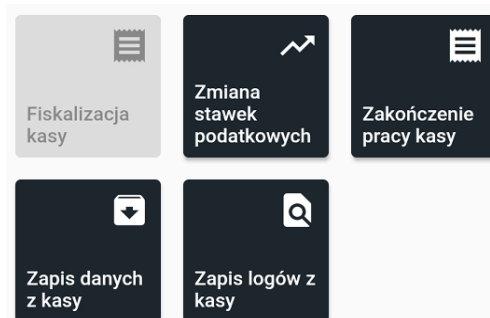 Fiskalizacja
kasy
Zmiana
stawek
podatkowych
Zakończenie
pracy kasy
Zapis danych
z kasy
Zapis logów z
kasy